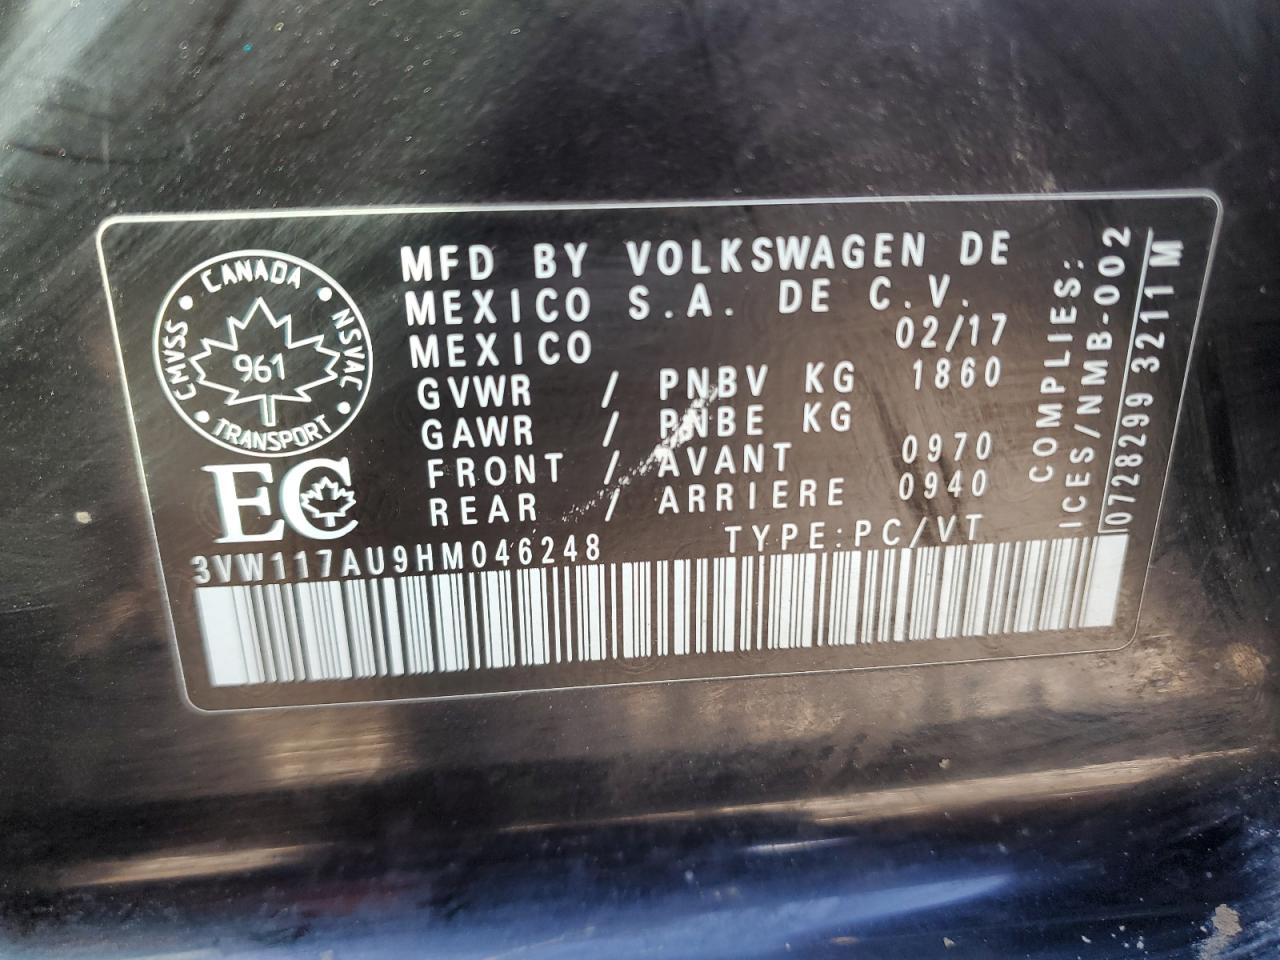 CANADA
CMVSS
NSVAC
961
TRANSPORT
EC
MFD BY VOLKSWAGEN DE
MEXICO S.A. DE C.V.
MEXICO 02/17
GVWR / PNBV KG 1860
GAWR / PNBE KG
FRONT / AVANT 0970
REAR / ARRIERE 0940
TYPE:PC/VT
3VW117AU9HM046248
COMPLIES:
ICES/NMB-002
0728299 3211 M